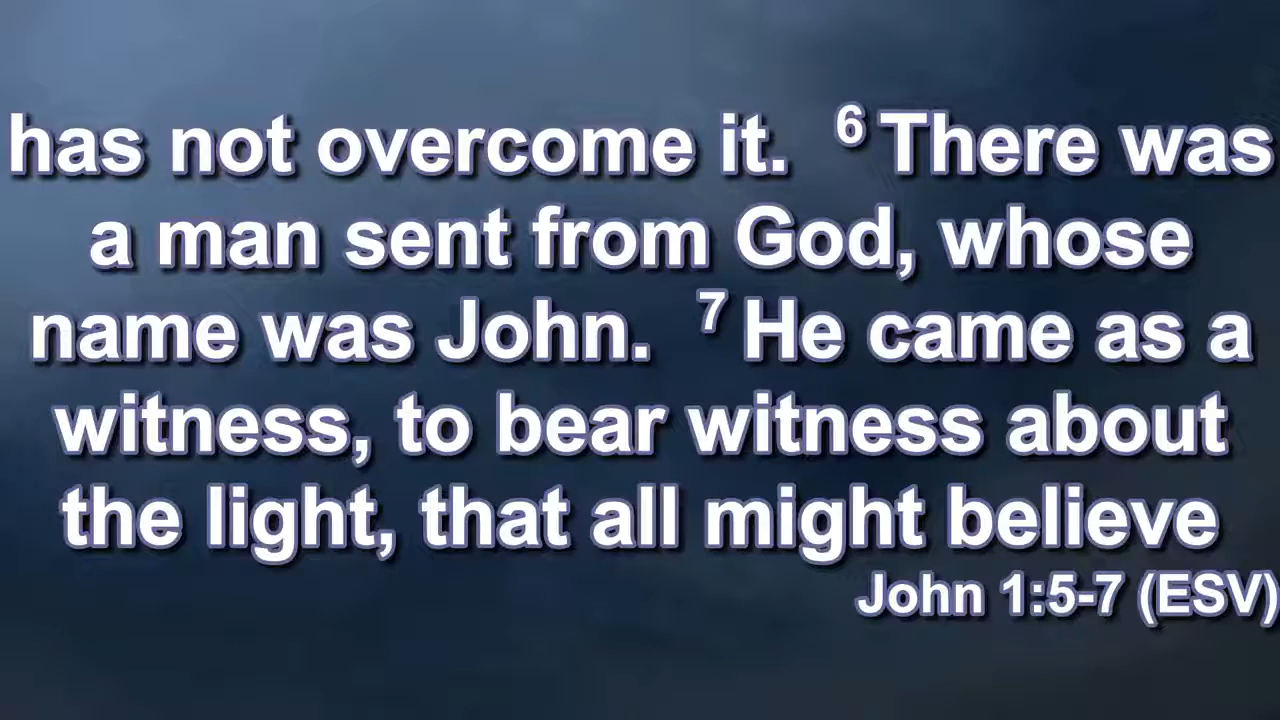 has not overcome it. 6 There was
a man sent from God, whose
name was John. 7 He came as a
witness, to bear witness about
the light, that all might believe
John 1:5-7 (ESV)